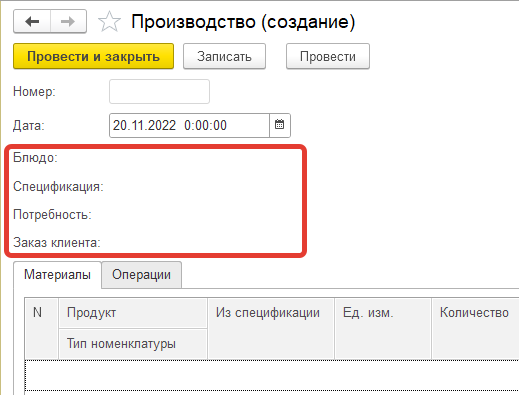 Производство (создание)
Провести и закрыть Записать Провести
Номер:
Дата: 20.11.2022 0:00:00
Блюдо:
Спецификация:
Потребность:
Заказ клиента:
Материалы Операции
N Продукт Из спецификации Ед. изм. Количество
Тип номенклатуры